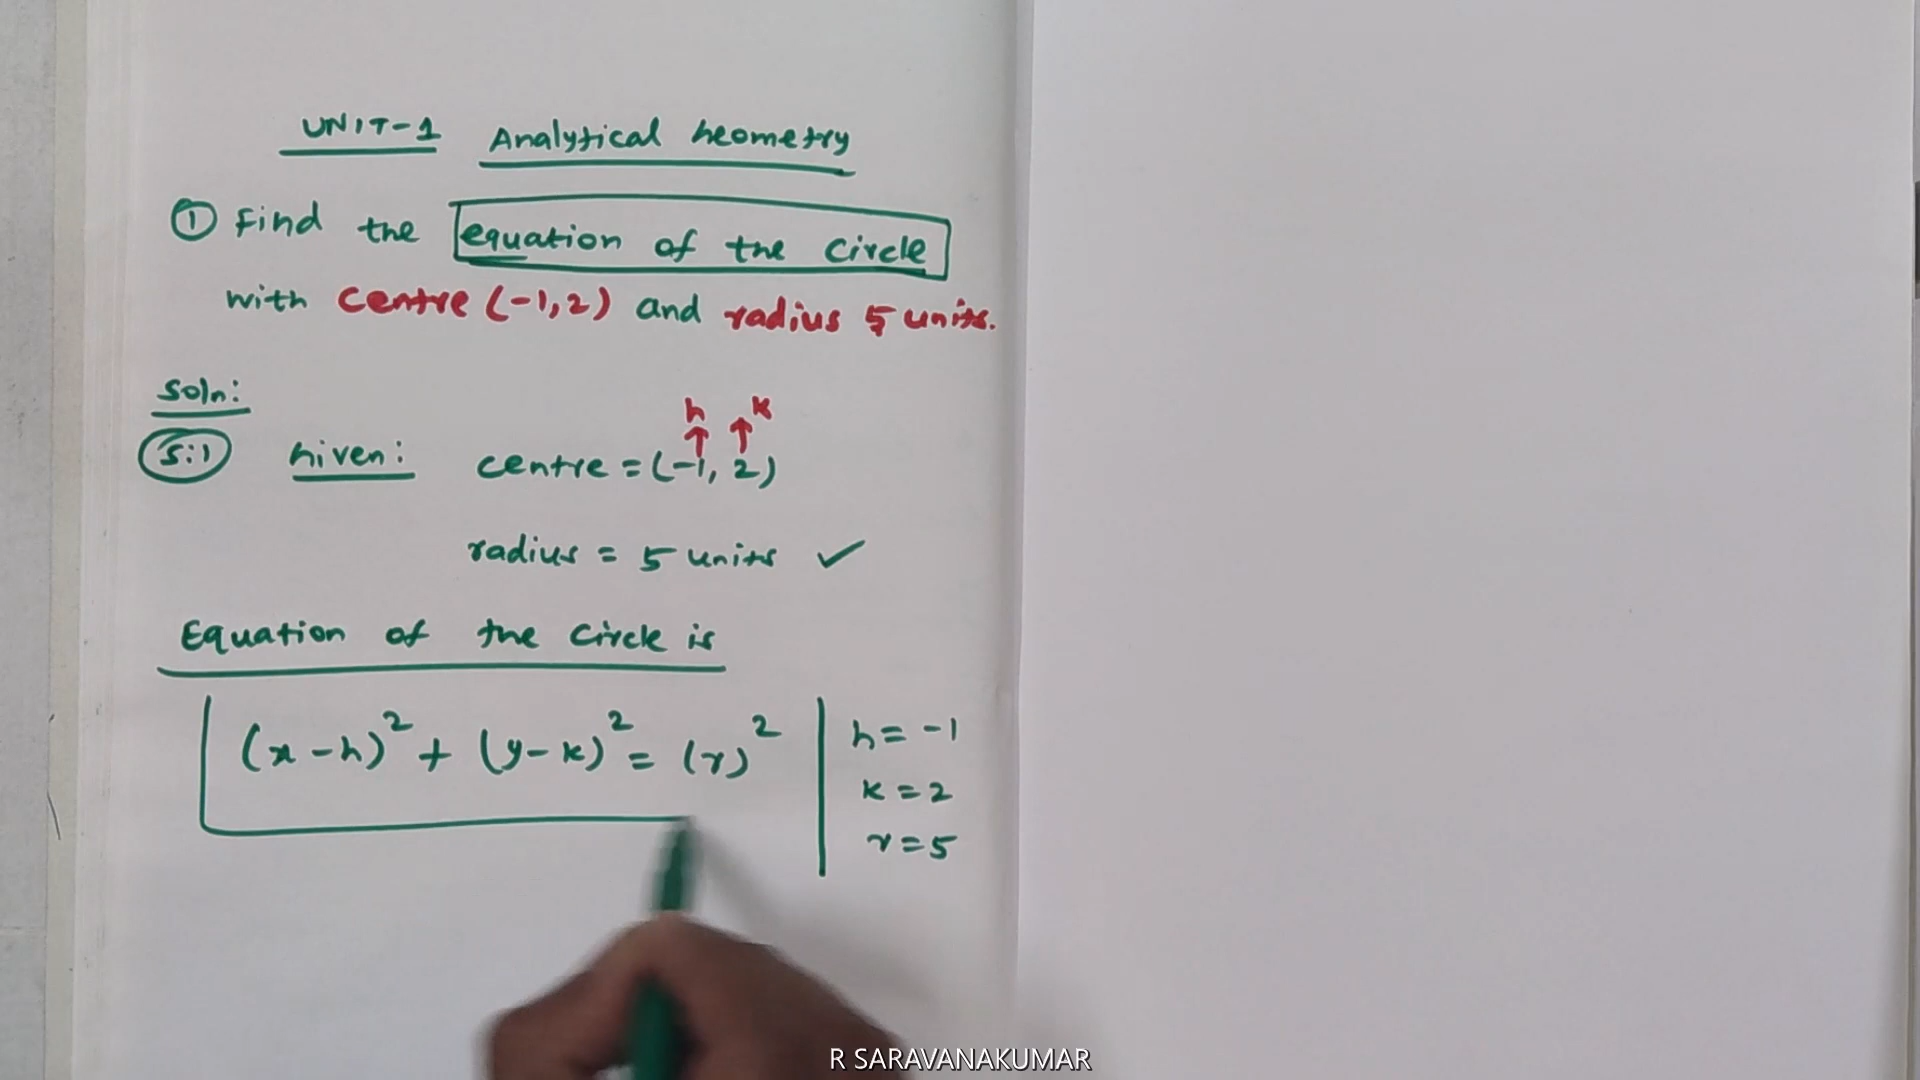 UNIT-1 Analytical Geometry
① Find the equation of the circle
with centre (-1,2) and radius 5 units.
Soln:
h k
S:1 Given: centre = (-1, 2)
radius = 5 units ✓
Equation of the circle is
(x-h)² + (y-k)² = (r)²
h = -1
k = 2
r = 5
R SARAVANAKUMAR